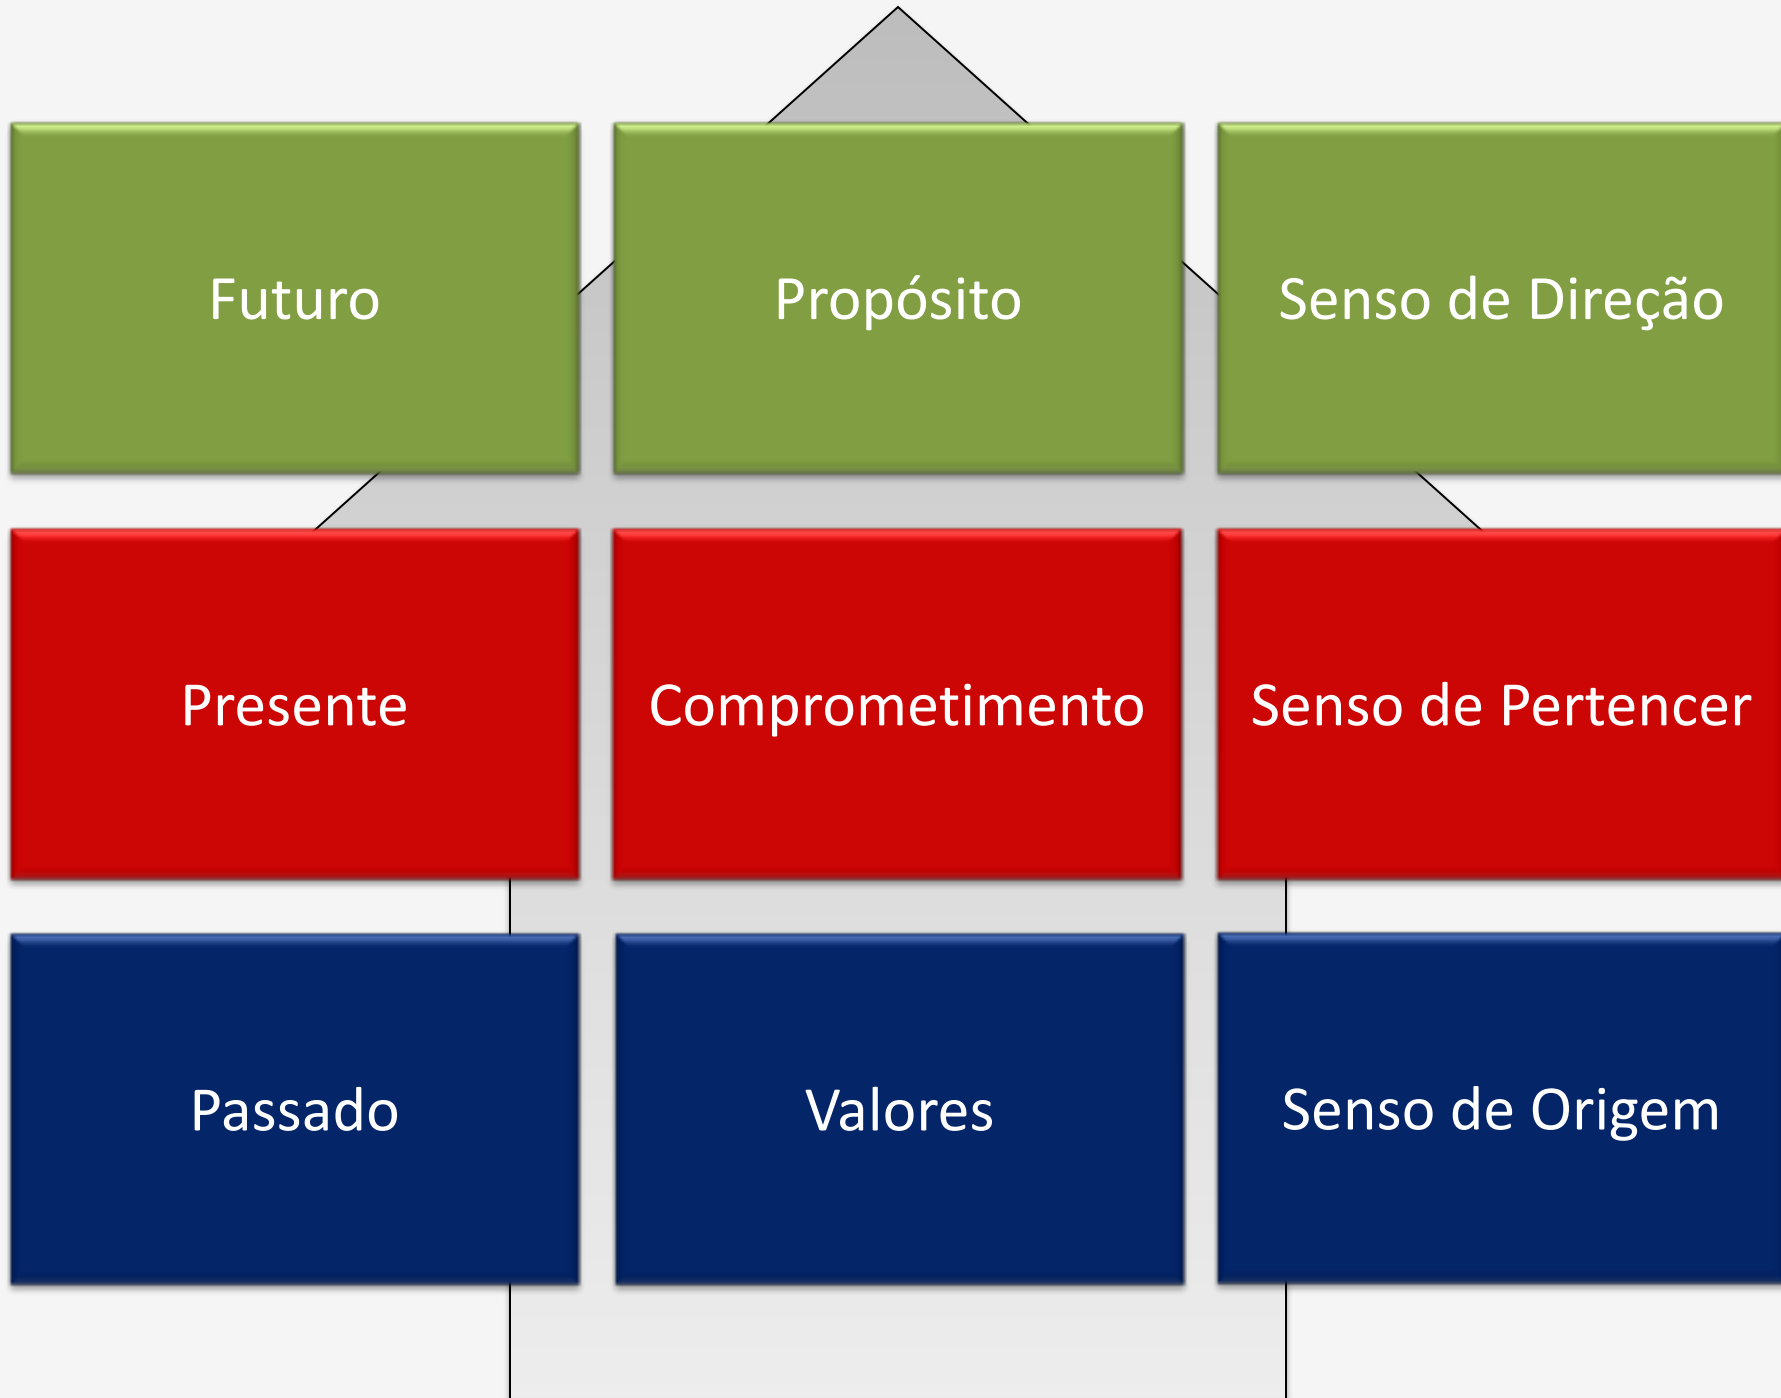 Futuro
Propósito
Senso de Direção
Presente
Comprometimento
Senso de Pertencer
Passado
Valores
Senso de Origem